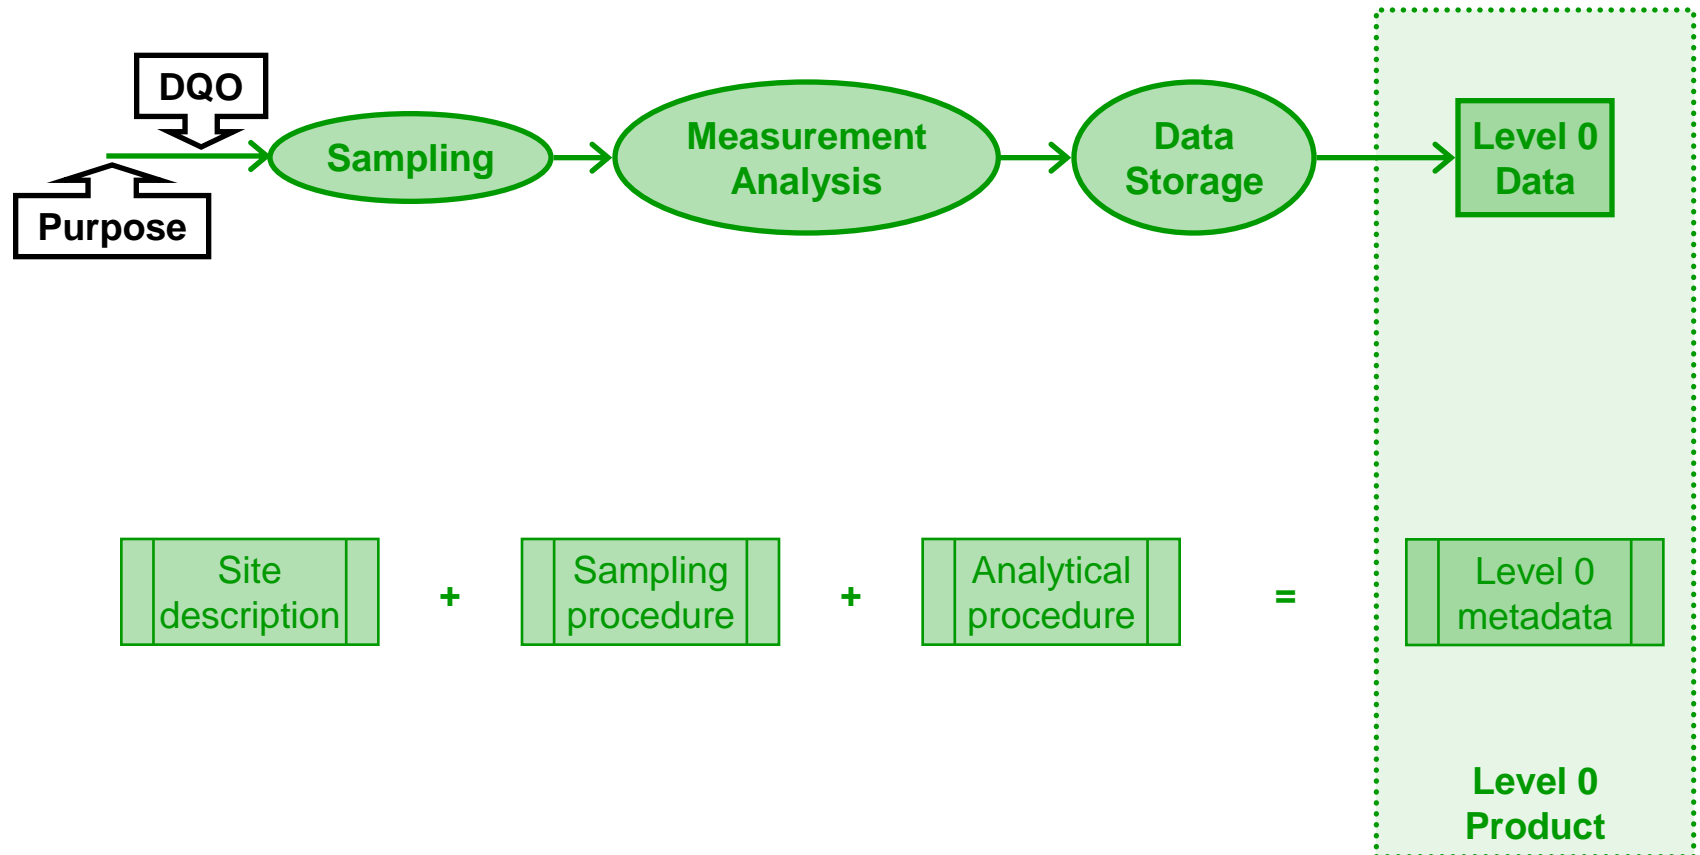 DQO
Purpose
Sampling
Measurement
Analysis
Data
Storage
Level 0
Data
Site
description
+
Sampling
procedure
+
Analytical
procedure
=
Level 0
metadata
Level 0
Product